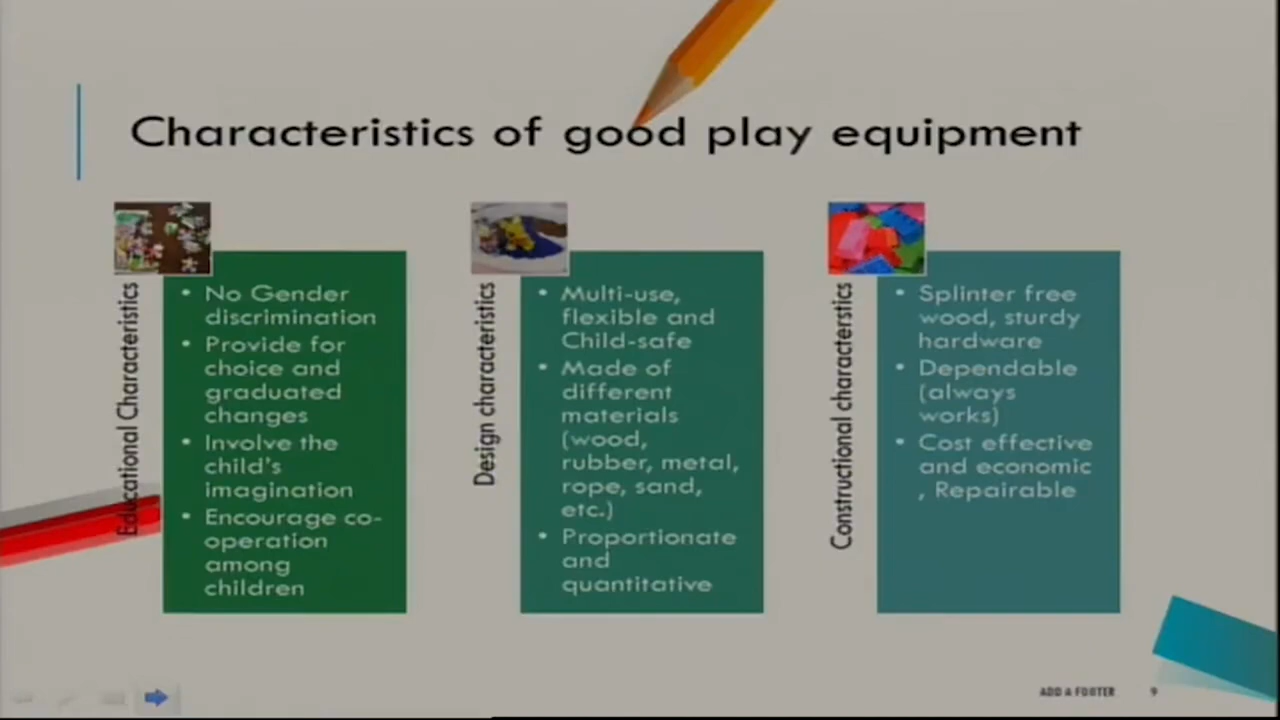 Characteristics of good play equipment
Educational Characteristics
• No Gender
discrimination
• Provide for
choice and
graduated
changes
• Involve the
child's
imagination
• Encourage co-
operation
among
children
Design characteristics
• Multi-use,
flexible and
Child-safe
• Made of
different
materials
(wood,
rubber, metal,
rope, sand,
etc.)
• Proportionate
and
quantitative
Constructional characterstics
• Splinter free
wood, sturdy
hardware
• Dependable
(always
works)
• Cost effective
and economic
, Repairable
ADD A FOOTER
9